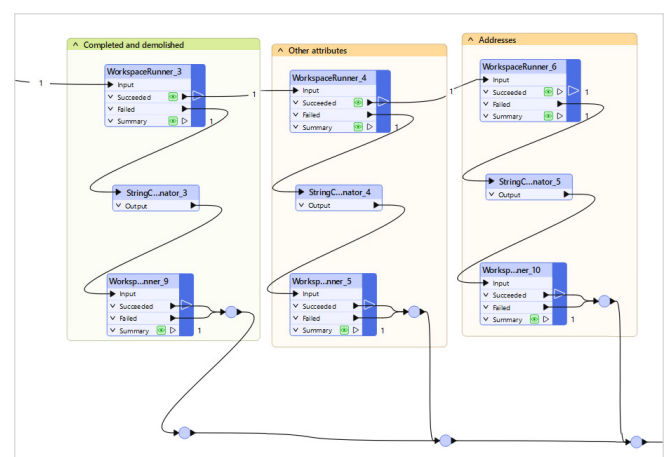 Completed and demolished
WorkspaceRunner_3
Input
Succeeded
Failed
Summary
1
1
StringC...nator_3
Output
Worksp...nner_9
Input
Succeeded
Failed
Summary
1
Other attributes
WorkspaceRunner_4
Input
Succeeded
Failed
Summary
1
1
StringC...nator_4
Output
Worksp...nner_5
Input
Succeeded
Failed
Summary
1
Addresses
WorkspaceRunner_6
Input
Succeeded
Failed
Summary
1
1
StringC...nator_5
Output
Worksp...ner_10
Input
Succeeded
Failed
Summary
1